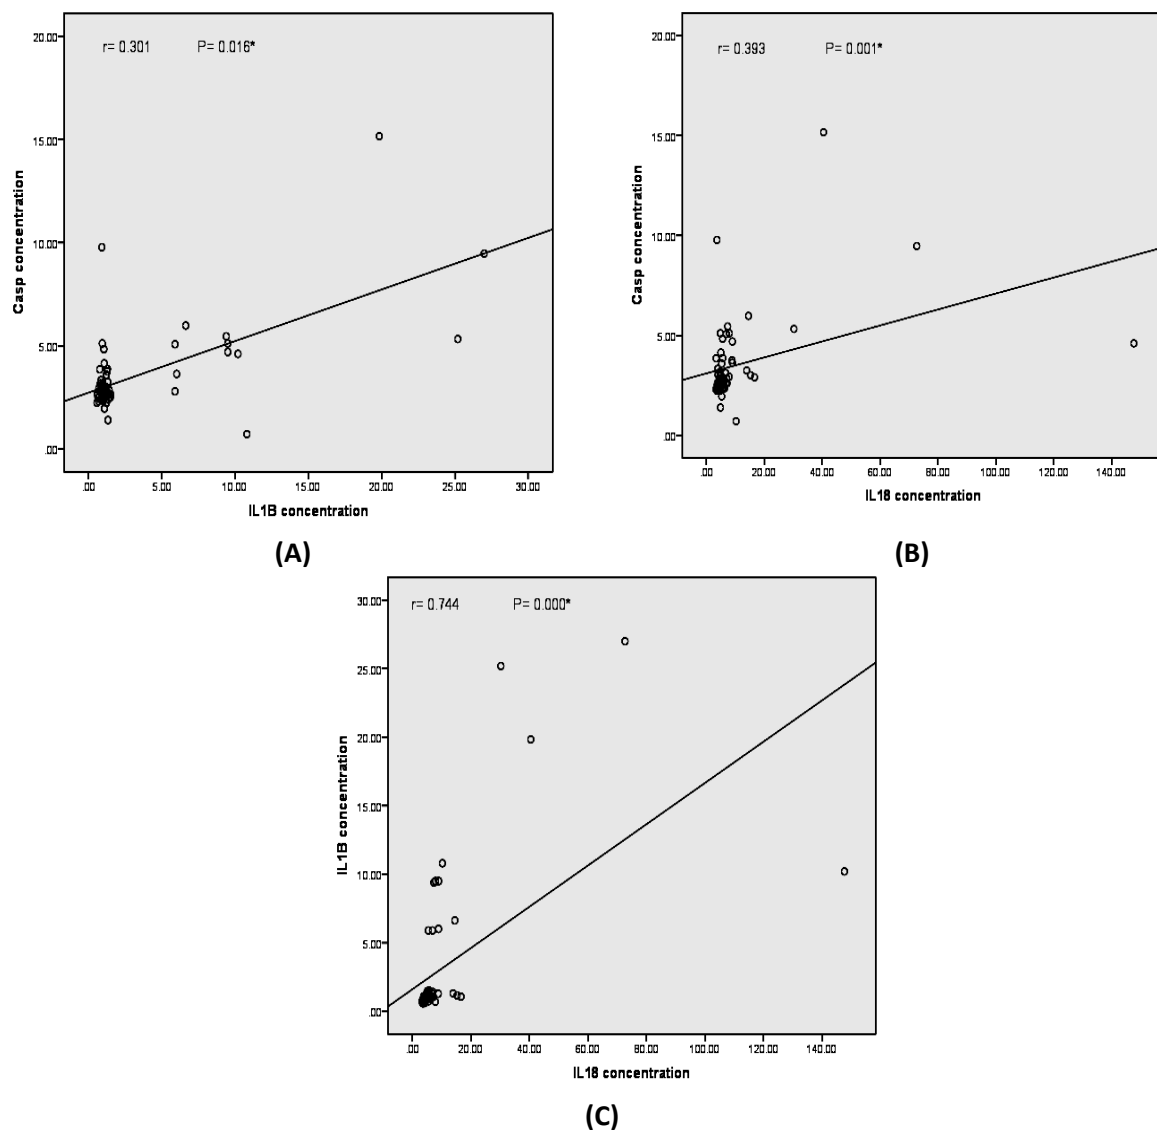 r= 0.301 P= 0.016*
20.00
15.00
10.00
5.00
.00
Casp concentration
.00 5.00 10.00 15.00 20.00 25.00 30.00
IL1B concentration
(A)
r= 0.393 P= 0.001*
20.00
15.00
10.00
5.00
.00
Casp concentration
.00 20.00 40.00 60.00 80.00 100.00 120.00 140.00
IL18 concentration
(B)
r= 0.744 P= 0.000*
30.00
25.00
20.00
15.00
10.00
5.00
.00
IL1B concentration
.00 20.00 40.00 60.00 80.00 100.00 120.00 140.00
IL18 concentration
(C)